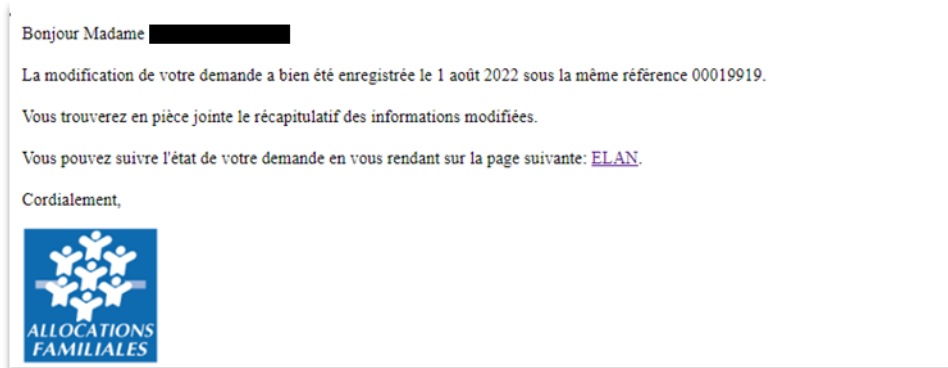 Bonjour Madame
La modification de votre demande a bien été enregistrée le 1 août 2022 sous la même référence 00019919.
Vous trouverez en pièce jointe le récapitulatif des informations modifiées.
Vous pouvez suivre l'état de votre demande en vous rendant sur la page suivante: ELAN.
Cordialement,
ALLOCATIONS
FAMILIALES